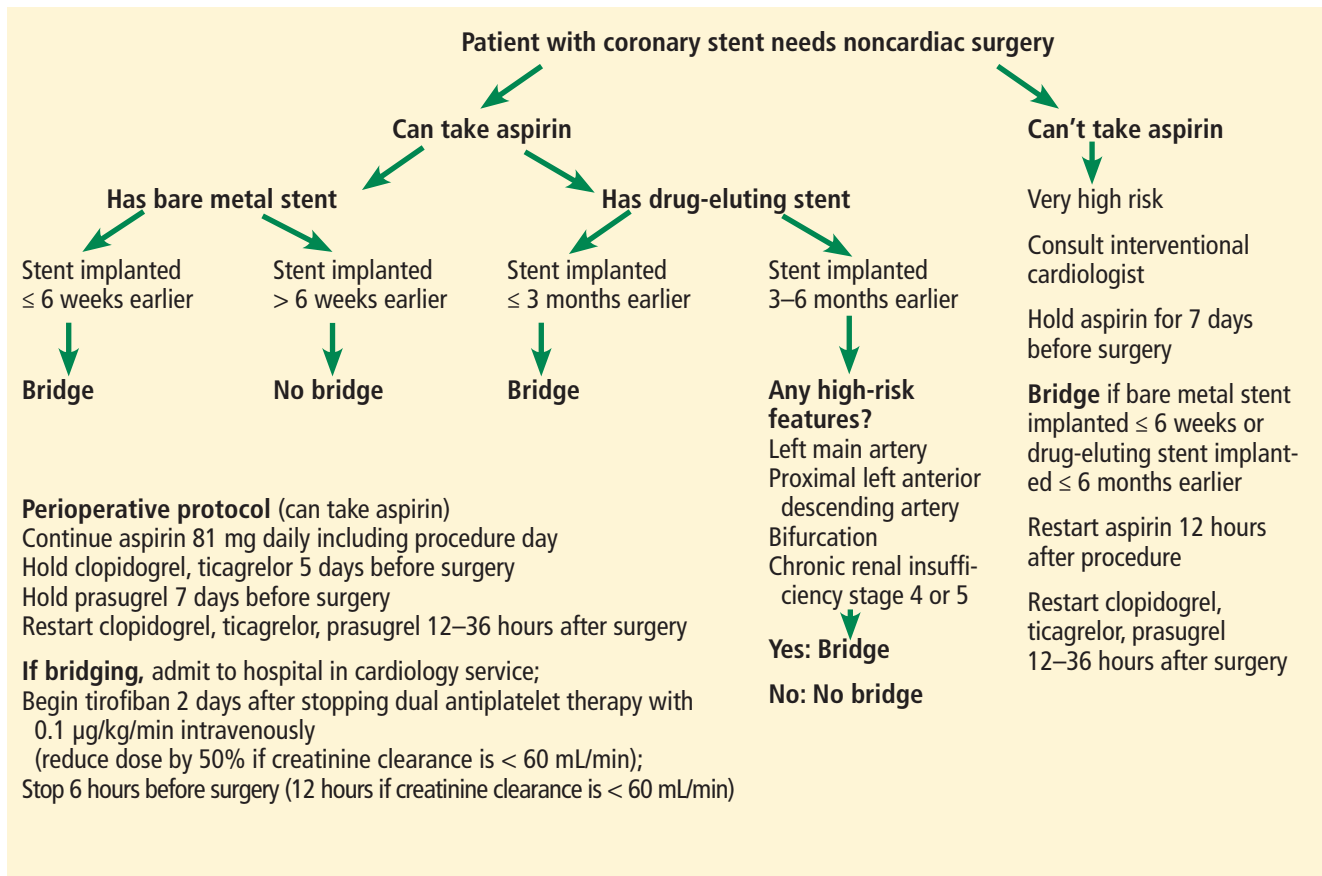 Patient with coronary stent needs noncardiac surgery
Can take aspirin
Can't take aspirin
Has bare metal stent
Has drug-eluting stent
Stent implanted
≤ 6 weeks earlier
Bridge
Stent implanted
> 6 weeks earlier
No bridge
Stent implanted
≤ 3 months earlier
Bridge
Stent implanted
3–6 months earlier
Any high-risk
features?
Left main artery
Proximal left anterior
descending artery
Bifurcation
Chronic renal insuffi-
ciency stage 4 or 5
Yes: Bridge
No: No bridge
Very high risk
Consult interventional
cardiologist
Hold aspirin for 7 days
before surgery
Bridge if bare metal stent
implanted ≤ 6 weeks or
drug-eluting stent implant-
ed ≤ 6 months earlier
Restart aspirin 12 hours
after procedure
Restart clopidogrel,
ticagrelor, prasugrel
12–36 hours after surgery
Perioperative protocol (can take aspirin)
Continue aspirin 81 mg daily including procedure day
Hold clopidogrel, ticagrelor 5 days before surgery
Hold prasugrel 7 days before surgery
Restart clopidogrel, ticagrelor, prasugrel 12–36 hours after surgery
If bridging, admit to hospital in cardiology service;
Begin tirofiban 2 days after stopping dual antiplatelet therapy with
0.1 µg/kg/min intravenously
(reduce dose by 50% if creatinine clearance is < 60 mL/min);
Stop 6 hours before surgery (12 hours if creatinine clearance is < 60 mL/min)